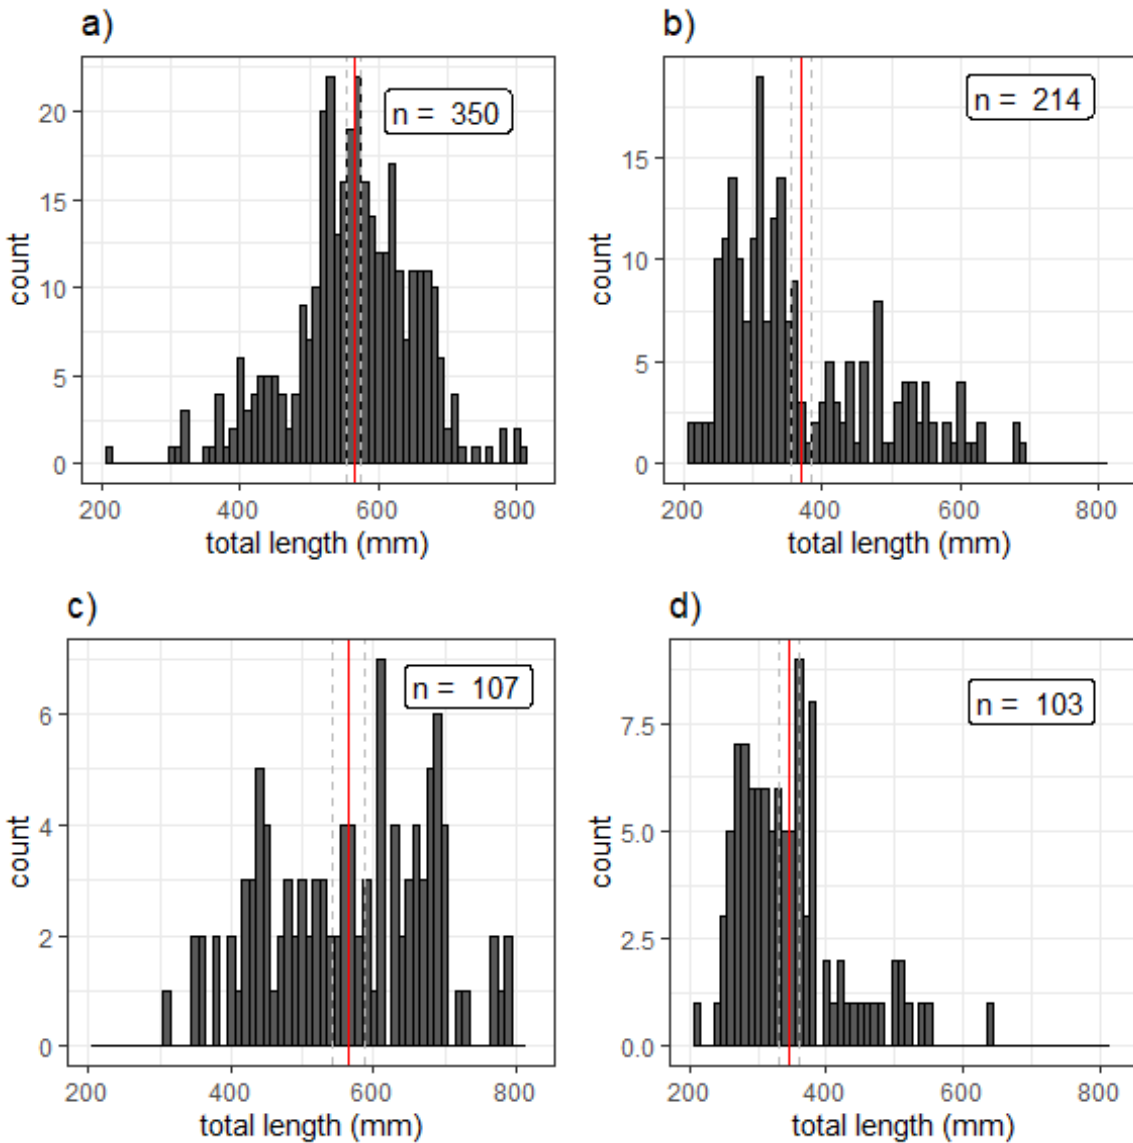 a)
20
15
10
5
0
count
n =  350
200 400 600 800
total length (mm)
b)
15
10
5
0
count
n =  214
200 400 600 800
total length (mm)
c)
6
4
2
0
count
n =  107
200 400 600 800
total length (mm)
d)
7.5
5.0
2.5
0.0
count
n =  103
200 400 600 800
total length (mm)